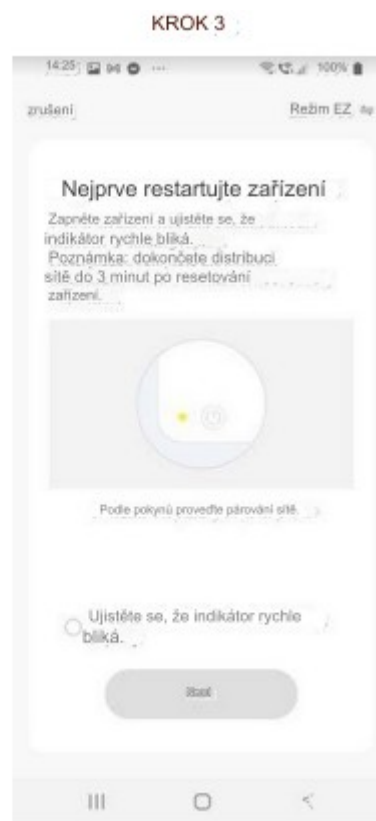 KROK 3
14:25 ... 100%
zrušení Režim EZ
Nejprve restartujte zařízení
Zapněte zařízení a ujistěte se, že
indikátor rychle bliká.
Poznámka: dokončete distribuci
sítě do 3 minut po resetování
zařízení.
Podle pokynů proveďte párování sítě. >
Ujistěte se, že indikátor rychle
bliká.